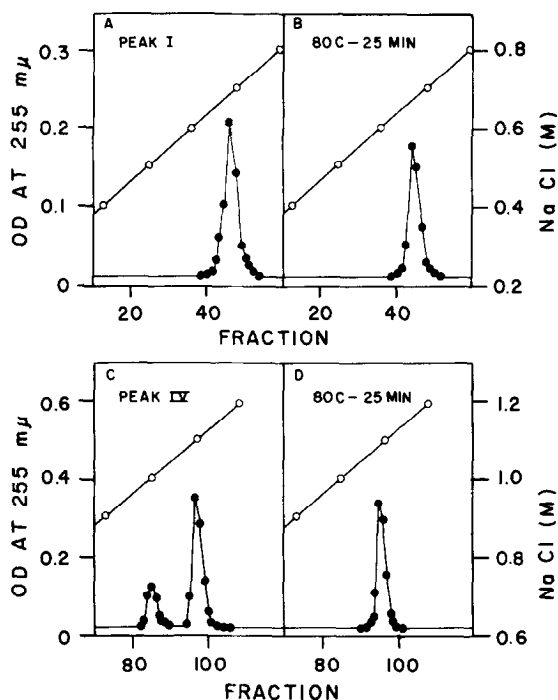 A
PEAK I
B
80C-25 MIN
0.3
0.2
0.1
0
OD AT 255 mμ
0.8
0.6
0.4
0.2
Na Cl (M)
20 40 20 40
FRACTION
C
PEAK IV
D
80C-25 MIN
0.6
0.4
0.2
0
OD AT 255 mμ
1.2
1.0
0.8
0.6
Na Cl (M)
80 100 80 100
FRACTION